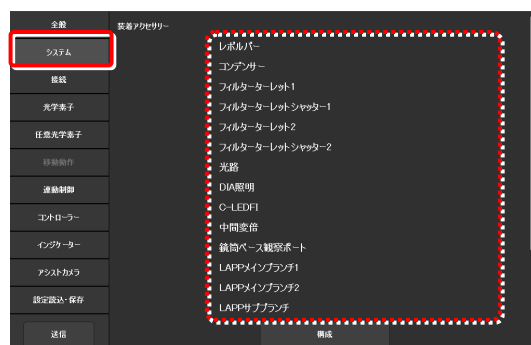 全般
システム
接続
光学素子
任意光学素子
移動動作
連動制御
コントローラー
インジケーター
アシストカメラ
設定読込・保存
送信
装着アクセサリー
レボルバー
コンデンサー
フィルターターレット1
フィルターターレットシャッター1
フィルターターレット2
フィルターターレットシャッター2
光路
DIA照明
C-LEDFI
中間変倍
鏡筒ベース観察ポート
LAPPメインブランチ1
LAPPメインブランチ2
LAPPサブブランチ
構成